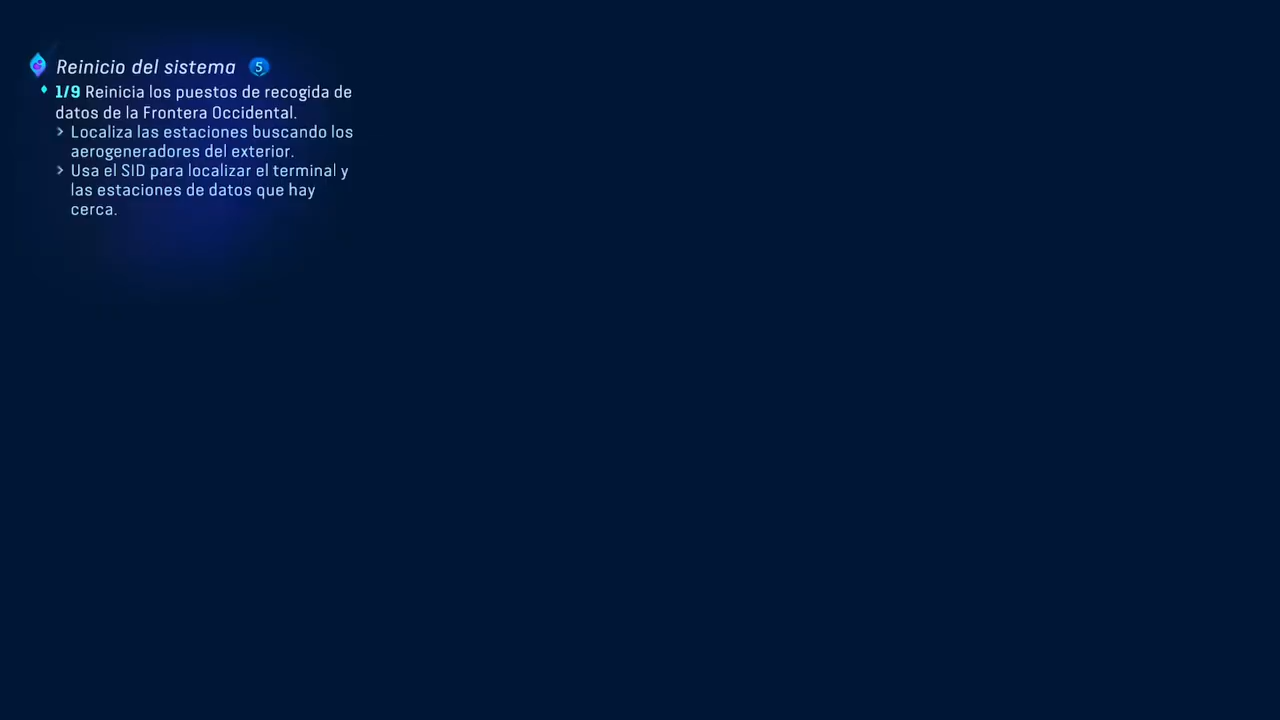 Reinicio del sistema 5
1/9 Reinicia los puestos de recogida de
datos de la Frontera Occidental.
> Localiza las estaciones buscando los
aerogeneradores del exterior.
> Usa el SID para localizar el terminal y
las estaciones de datos que hay
cerca.